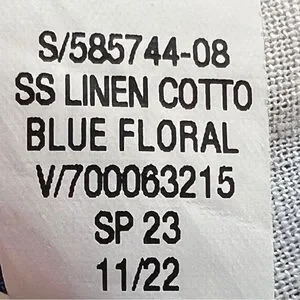 S/585744-08
SS LINEN COTTO
BLUE FLORAL
V/700063215
SP 23
11/22